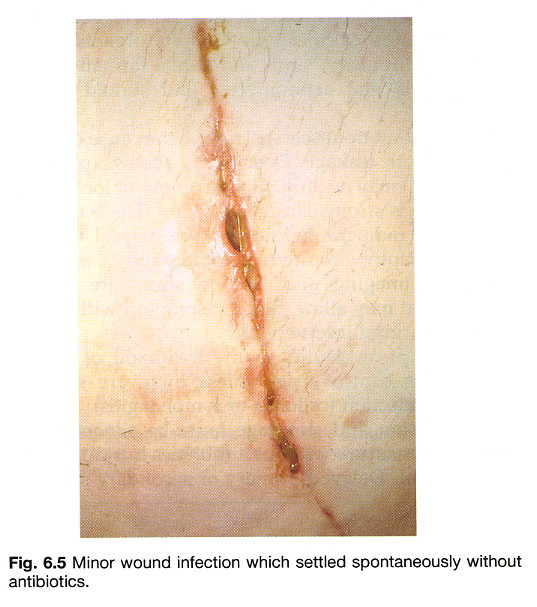 Fig. 6.5 Minor wound infection which settled spontaneously without
antibiotics.